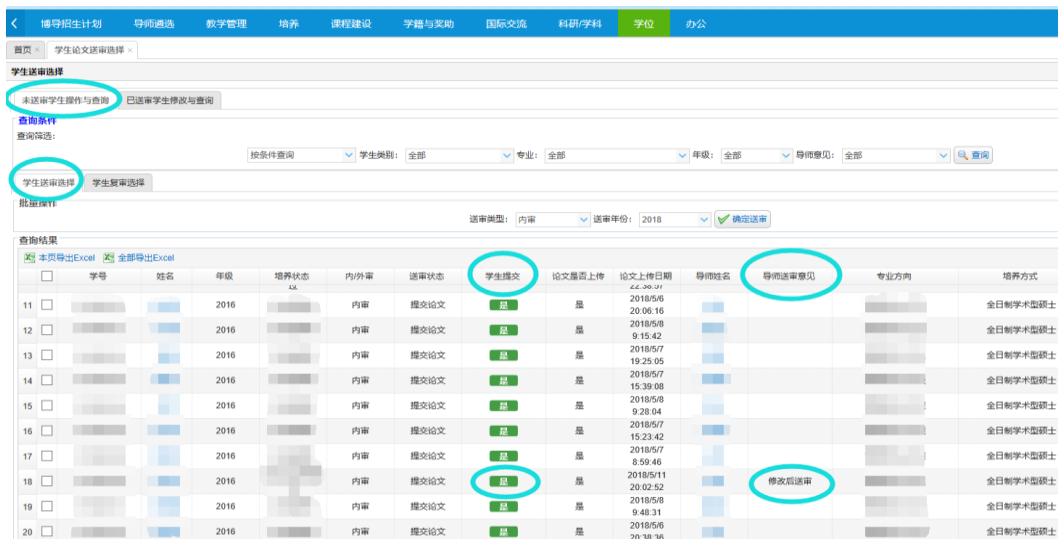 博导招生计划 导师遴选 教学管理 培养 课程建设 学籍与奖助 国际交流 科研/学科 学位 办公
首页 × 学生论文送审选择 ×
学生送审选择
未送审学生操作与查询 已送审学生修改与查询
查询条件
查询筛选:
按条件查询 学生类别: 全部 专业: 全部 年级: 全部 导师意见: 全部 查询
学生送审选择 学生复审选择
批量操作
送审类型: 内审 送审年份: 2018 确定送审
查询结果
本页导出Excel 全部导出Excel
学号 姓名 年级 培养状态 内/外审 送审状态 学生提交 论文是否上传 论文上传日期 导师姓名 导师送审意见 专业方向 培养方式
22:38:57
11 2016 内审 提交论文 是 是 2018/5/6 20:06:16 全日制学术型硕士
12 2016 内审 提交论文 是 是 2018/5/8 9:15:42 全日制学术型硕士
13 2016 内审 提交论文 是 是 2018/5/7 19:25:05 全日制学术型硕士
14 2016 内审 提交论文 是 是 2018/5/7 15:39:08 全日制学术型硕士
15 2016 内审 提交论文 是 是 2018/5/8 9:28:04 全日制学术型硕士
16 2016 内审 提交论文 是 是 2018/5/7 15:23:42 全日制学术型硕士
17 2016 内审 提交论文 是 是 2018/5/7 8:59:46 全日制学术型硕士
18 2016 内审 提交论文 是 是 2018/5/11 20:02:52 修改后送审 全日制学术型硕士
19 2016 内审 提交论文 是 是 2018/5/8 9:48:31 全日制学术型硕士
20 2016 内审 提交论文 是 是 2018/5/6 20:38:36 全日制学术型硕士